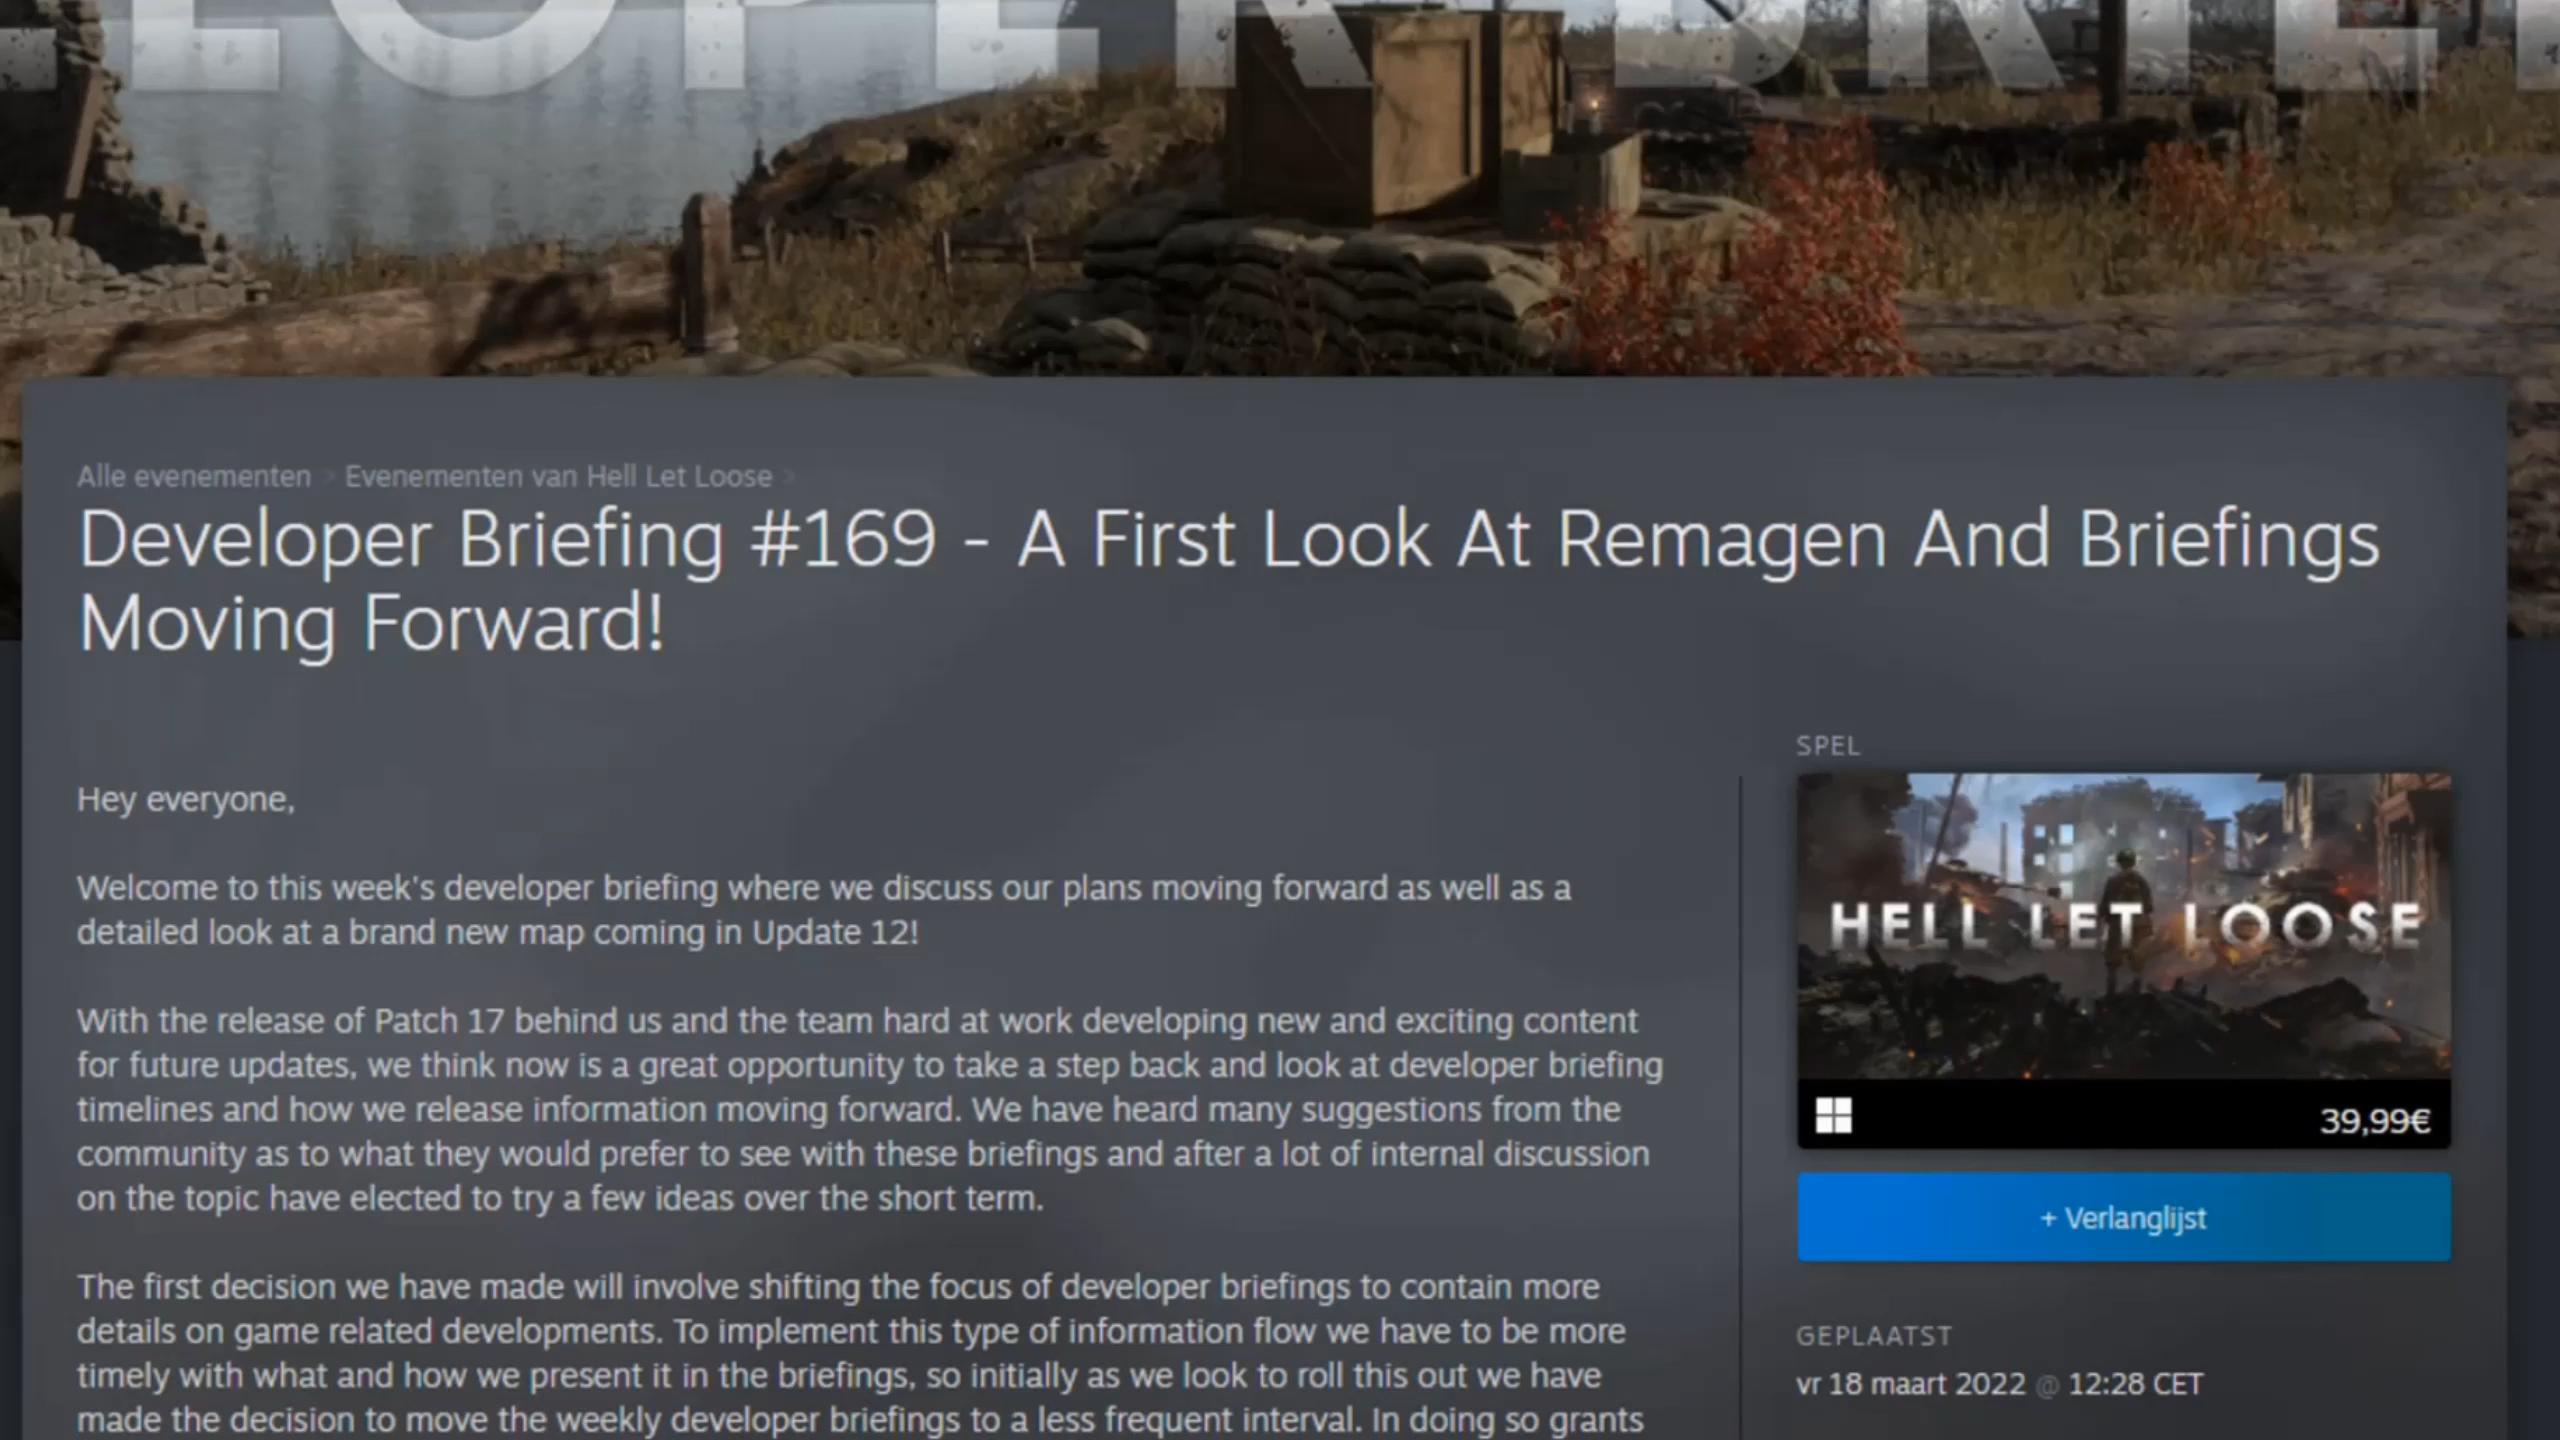 Alle evenementen > Evenementen van Hell Let Loose >
Developer Briefing #169 - A First Look At Remagen And Briefings
Moving Forward!
Hey everyone,
Welcome to this week's developer briefing where we discuss our plans moving forward as well as a
detailed look at a brand new map coming in Update 12!
With the release of Patch 17 behind us and the team hard at work developing new and exciting content
for future updates, we think now is a great opportunity to take a step back and look at developer briefing
timelines and how we release information moving forward. We have heard many suggestions from the
community as to what they would prefer to see with these briefings and after a lot of internal discussion
on the topic have elected to try a few ideas over the short term.
The first decision we have made will involve shifting the focus of developer briefings to contain more
details on game related developments. To implement this type of information flow we have to be more
timely with what and how we present it in the briefings, so initially as we look to roll this out we have
made the decision to move the weekly developer briefings to a less frequent interval. In doing so grants
SPEL
HELL LET LOOSE
39,99€
+ Verlanglijst
GEPLAATST
vr 18 maart 2022 @ 12:28 CET